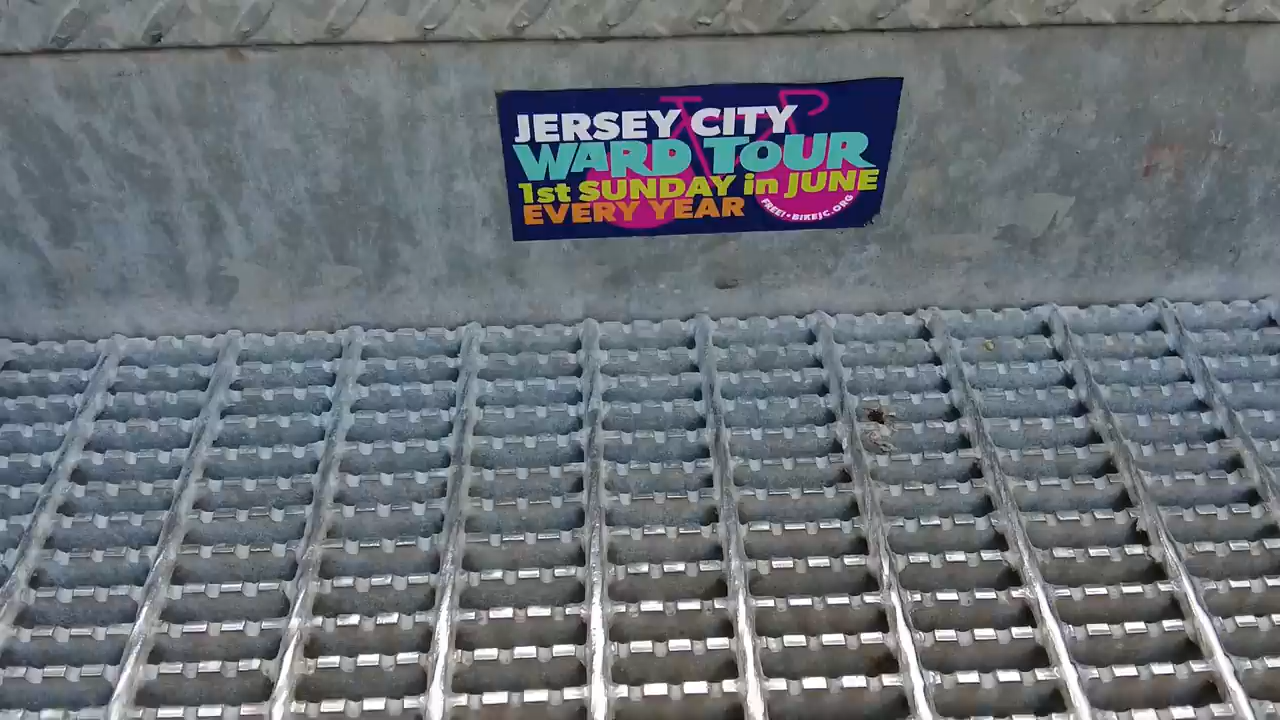 JERSEY CITY
WARD TOUR
1st SUNDAY in JUNE
EVERY YEAR
FREE! • BIKEJC.ORG